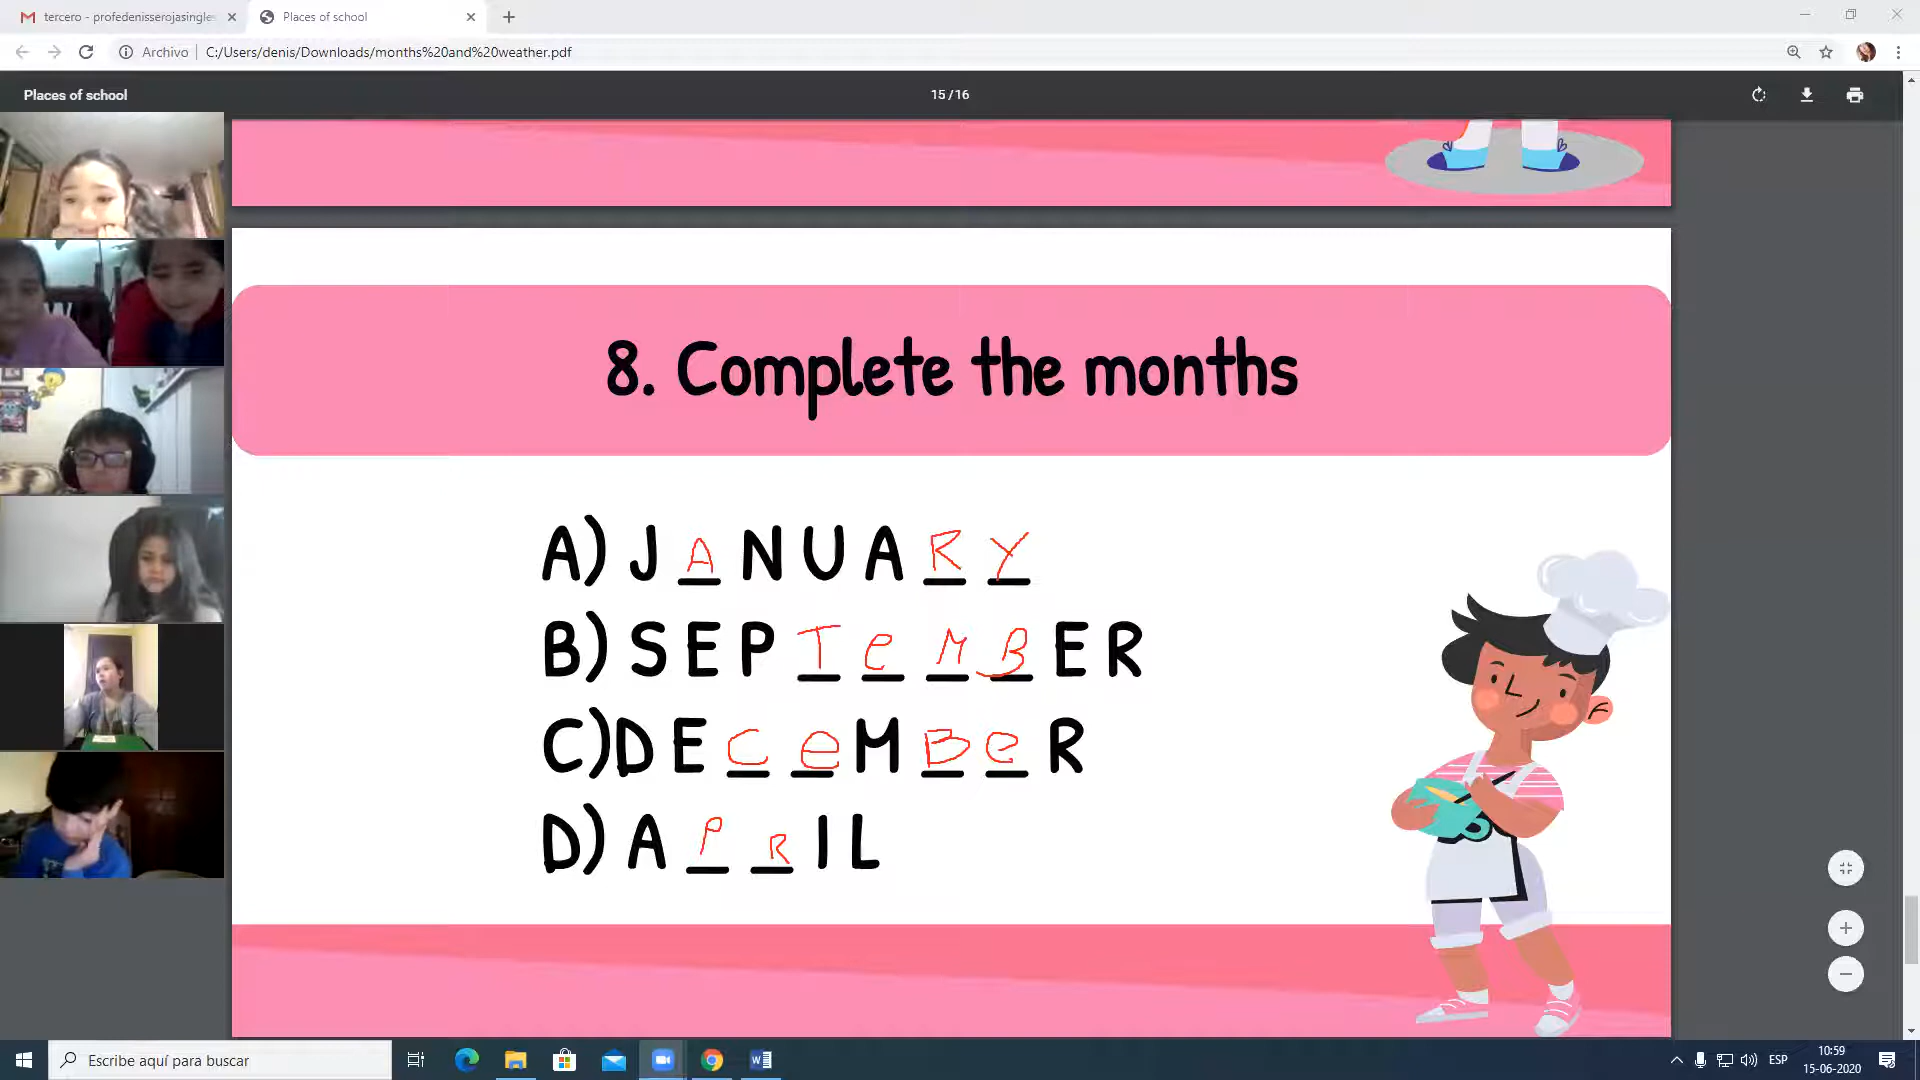 tercero - profedenisserojasingles
Places of school
Archivo
C:/Users/denis/Downloads/months%20and%20weather.pdf
Places of school
15 / 16
8. Complete the months
A) J A N U A R Y
B) S E P T e M B E R
C) D E C e M B e R
D) A P R I L
Escribe aquí para buscar
ESP
10:59
15-06-2020